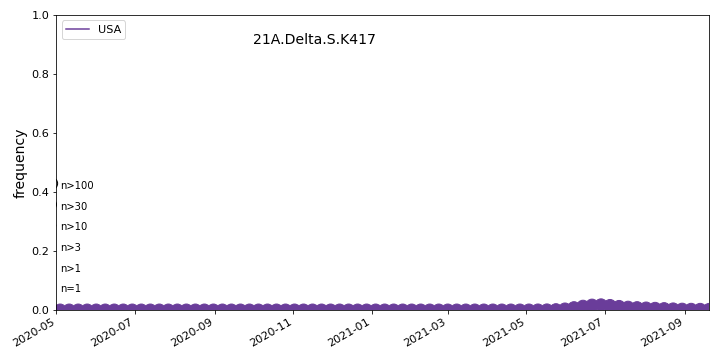 USA
21A.Delta.S.K417
1.0
0.8
0.6
0.4
0.2
0.0
frequency
n>100
n>30
n>10
n>3
n>1
n=1
2020-05
2020-07
2020-09
2020-11
2021-01
2021-03
2021-05
2021-07
2021-09